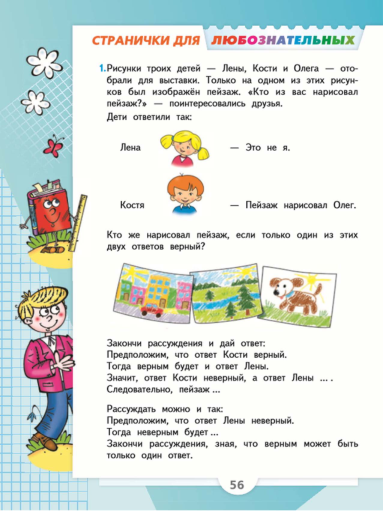 СТРАНИЧКИ ДЛЯ ЛЮБОЗНАТЕЛЬНЫХ
1. Рисунки троих детей — Лены, Кости и Олега — ото-
брали для выставки. Только на одном из этих рисун-
ков был изображён пейзаж. «Кто из вас нарисовал
пейзаж?» — поинтересовались друзья.
Дети ответили так:
Лена — Это не я.
Костя — Пейзаж нарисовал Олег.
Кто же нарисовал пейзаж, если только один из этих
двух ответов верный?
Закончи рассуждения и дай ответ:
Предположим, что ответ Кости верный.
Тогда верным будет и ответ Лены.
Значит, ответ Кости неверный, а ответ Лены ... .
Следовательно, пейзаж ...
Рассуждать можно и так:
Предположим, что ответ Лены неверный.
Тогда неверным будет ...
Закончи рассуждения, зная, что верным может быть
только один ответ.
56